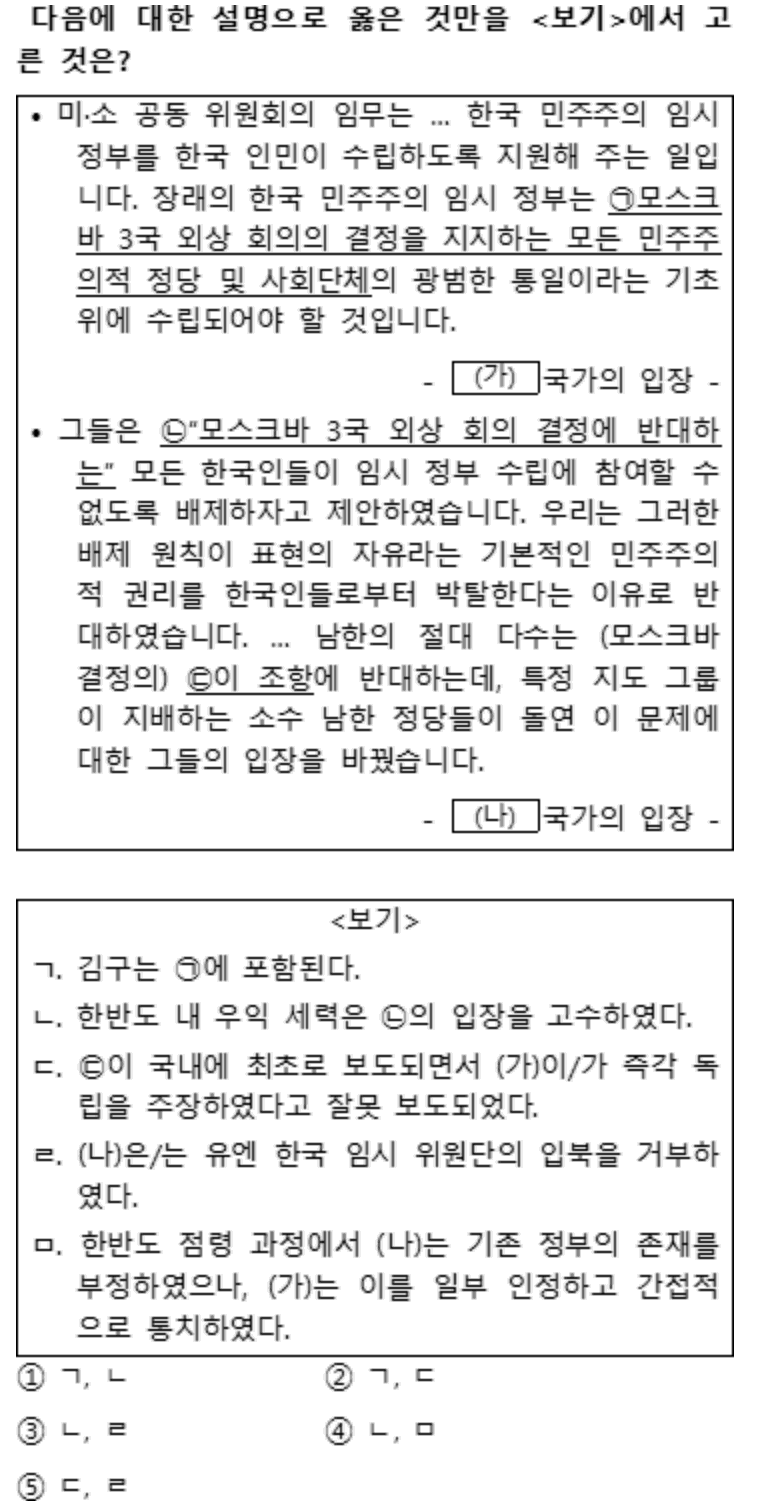 다음에 대한 설명으로 옳은 것만을 <보기>에서 고
른 것은?
• 미·소 공동 위원회의 임무는 ... 한국 민주주의 임시
정부를 한국 인민이 수립하도록 지원해 주는 일입
니다. 장래의 한국 민주주의 임시 정부는 ㉠모스크
바 3국 외상 회의의 결정을 지지하는 모든 민주주
의적 정당 및 사회단체의 광범한 통일이라는 기초
위에 수립되어야 할 것입니다.
- (가) 국가의 입장 -
• 그들은 ㉡"모스크바 3국 외상 회의 결정에 반대하
는" 모든 한국인들이 임시 정부 수립에 참여할 수
없도록 배제하자고 제안하였습니다. 우리는 그러한
배제 원칙이 표현의 자유라는 기본적인 민주주의
적 권리를 한국인들로부터 박탈한다는 이유로 반
대하였습니다. ... 남한의 절대 다수는 (모스크바
결정의) ㉢이 조항에 반대하는데, 특정 지도 그룹
이 지배하는 소수 남한 정당들이 돌연 이 문제에
대한 그들의 입장을 바꿨습니다.
- (나) 국가의 입장 -
<보기>
ㄱ. 김구는 ㉠에 포함된다.
ㄴ. 한반도 내 우익 세력은 ㉡의 입장을 고수하였다.
ㄷ. ㉢이 국내에 최초로 보도되면서 (가)이/가 즉각 독
립을 주장하였다고 잘못 보도되었다.
ㄹ. (나)은/는 유엔 한국 임시 위원단의 입북을 거부하
였다.
ㅁ. 한반도 점령 과정에서 (나)는 기존 정부의 존재를
부정하였으나, (가)는 이를 일부 인정하고 간접적
으로 통치하였다.
① ㄱ, ㄴ ② ㄱ, ㄷ
③ ㄴ, ㄹ ④ ㄴ, ㅁ
⑤ ㄷ, ㄹ